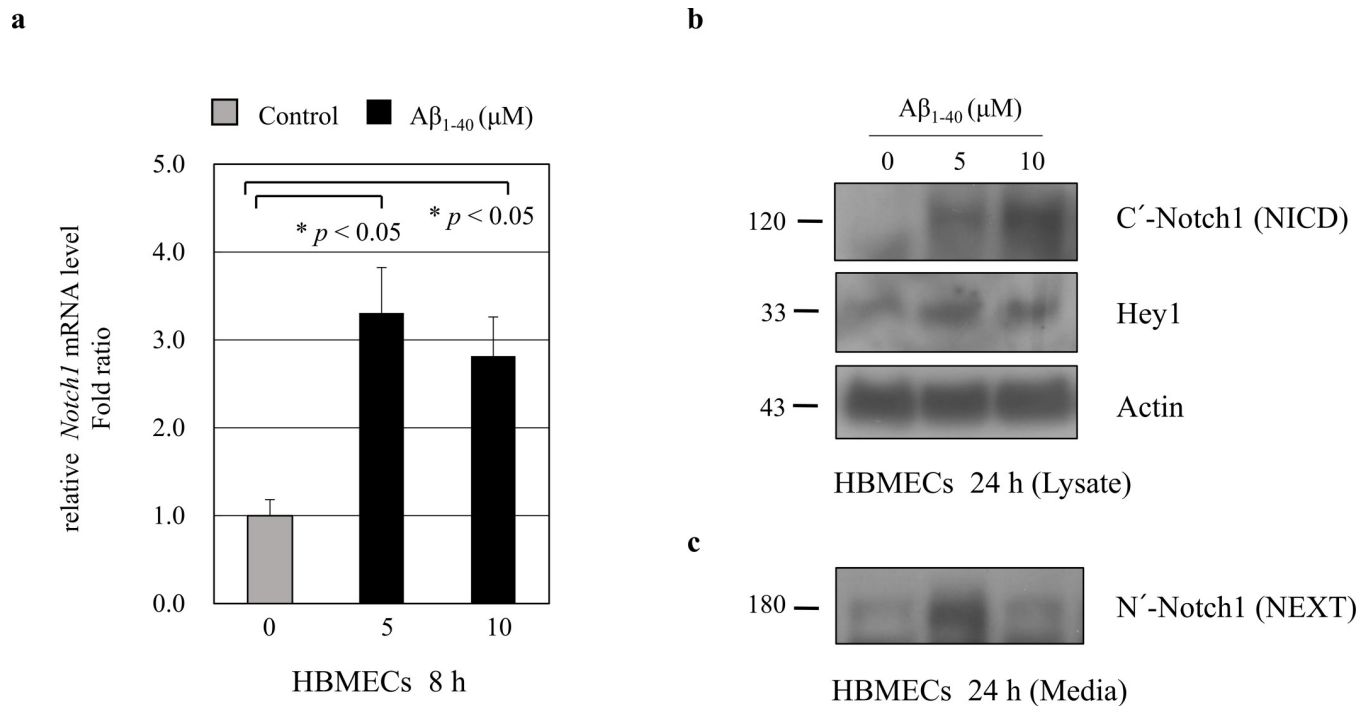 a
Control
Aβ1-40 (μM)
5.0
4.0
3.0
2.0
1.0
0.0
* p < 0.05
* p < 0.05
relative Notch1 mRNA level
Fold ratio
0
5
10
HBMECs 8 h
b
Aβ1-40 (μM)
0 5 10
120
C´-Notch1 (NICD)
33
Hey1
43
Actin
HBMECs 24 h (Lysate)
c
180
N´-Notch1 (NEXT)
HBMECs 24 h (Media)